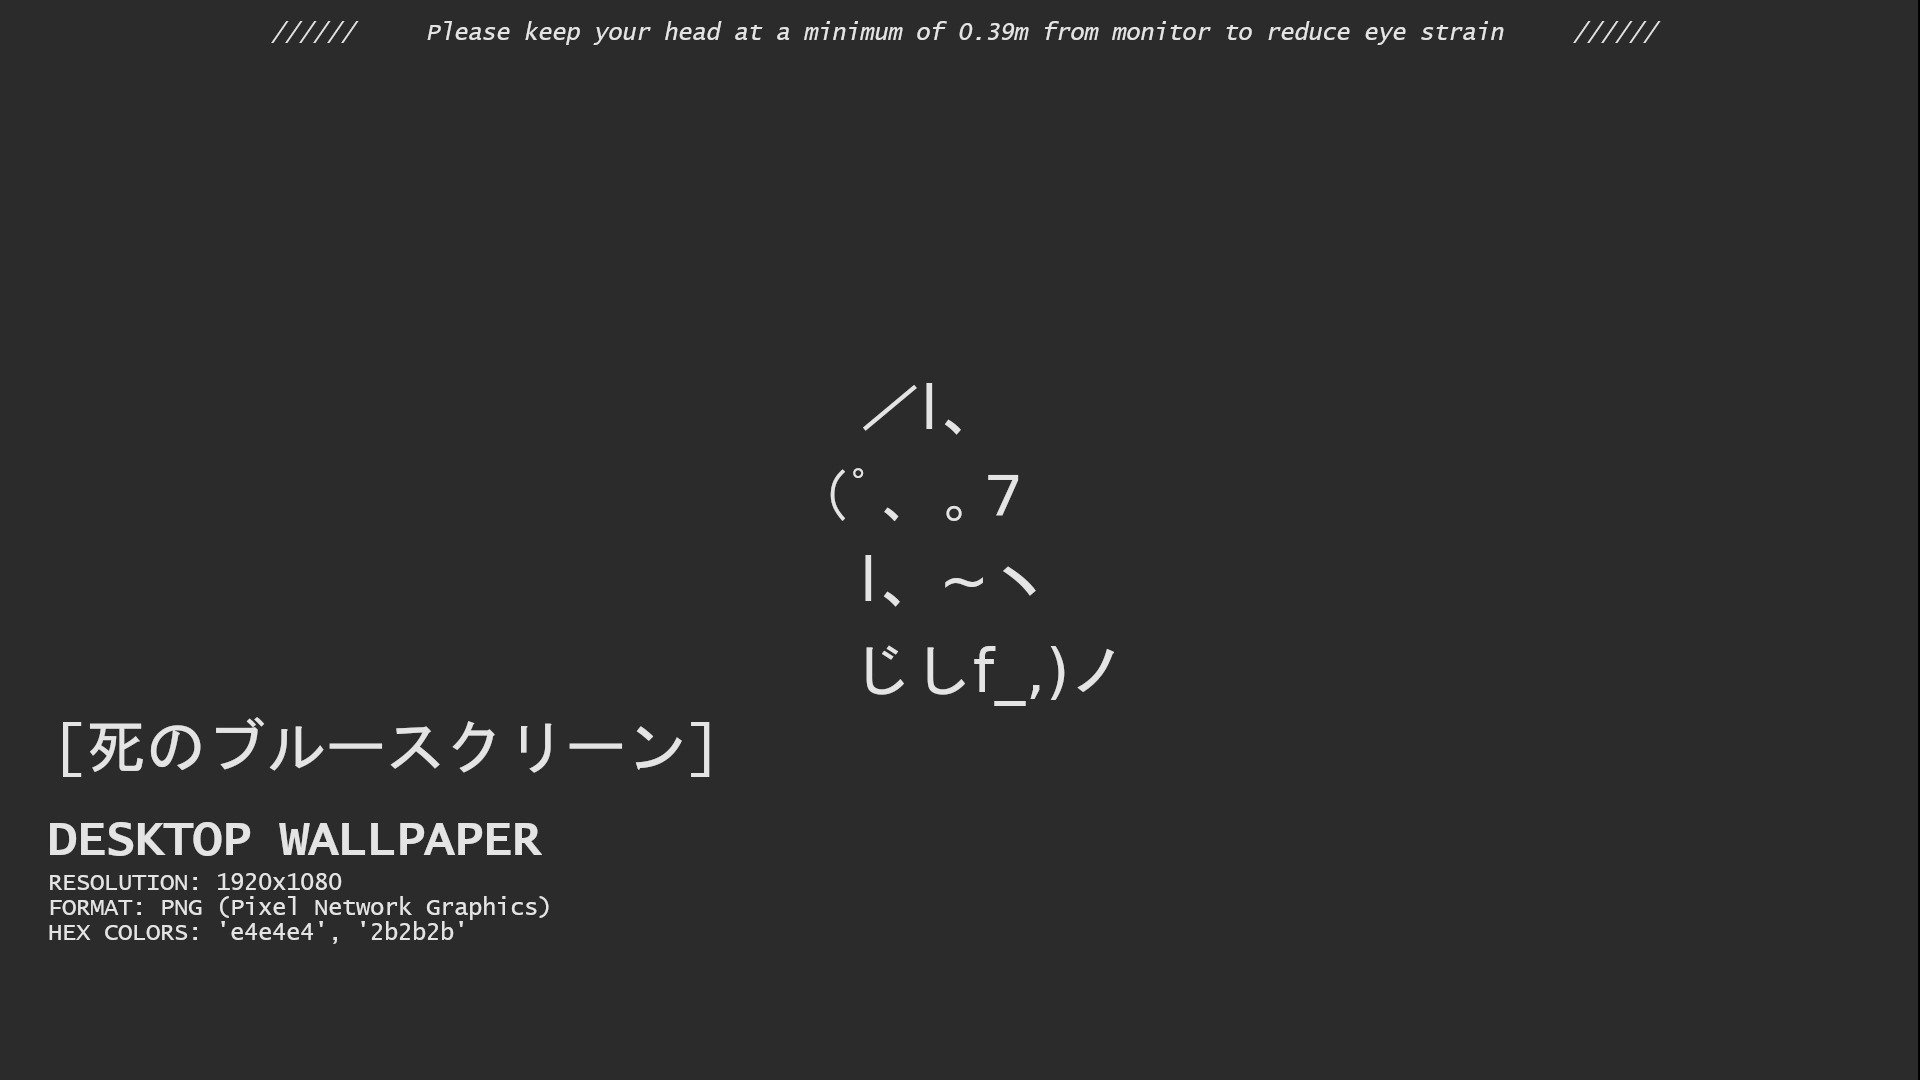 ////// Please keep your head at a minimum of 0.39m from monitor to reduce eye strain //////
／l、
(ﾟ、 。7
l、 ~ヽ
じしf_,)ノ
[死のブルースクリーン]
DESKTOP WALLPAPER
RESOLUTION: 1920x1080
FORMAT: PNG (Pixel Network Graphics)
HEX COLORS: 'e4e4e4', '2b2b2b'